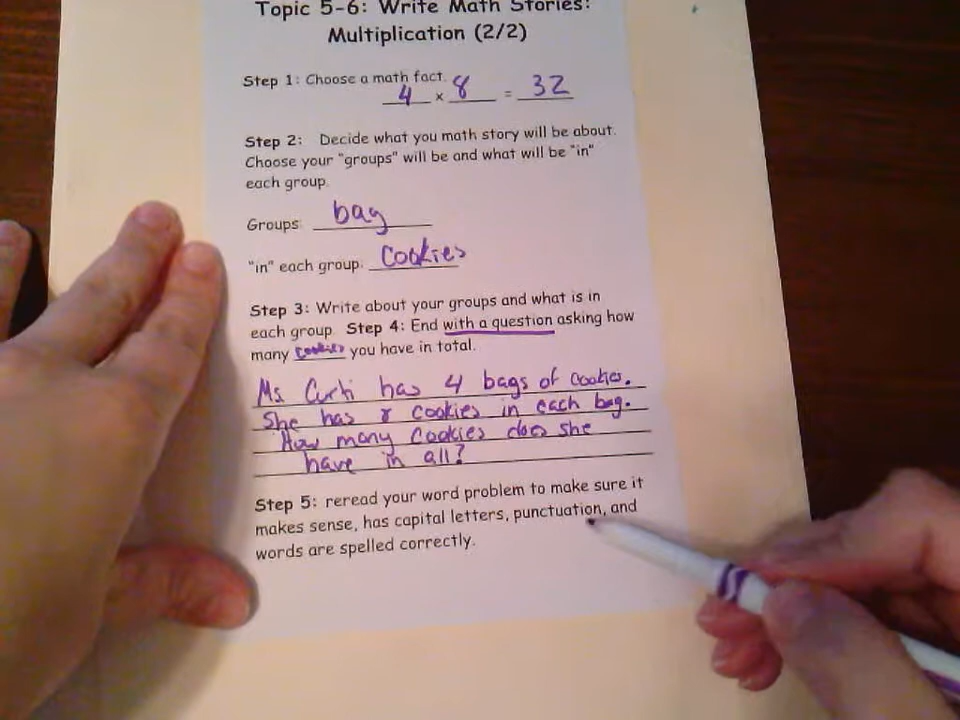 Topic 5-6: Write Math Stories:
Multiplication (2/2)
Step 1: Choose a math fact.
4 x 8 = 32
Step 2: Decide what you math story will be about.
Choose your "groups" will be and what will be "in"
each group.
Groups: bag
"in" each group: cookies
Step 3: Write about your groups and what is in
each group. Step 4: End with a question asking how
many cookies you have in total.
Ms. Curti has 4 bags of cookies.
She has 8 cookies in each bag.
How many cookies does she
have in all?
Step 5: reread your word problem to make sure it
makes sense, has capital letters, punctuation, and
words are spelled correctly.